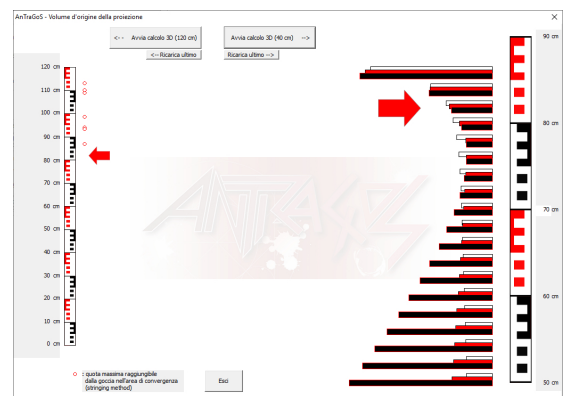 AnTraGoS - Volume d'origine della proiezione
<-- Avvia calcolo 3D (120 cm)
Avvia calcolo 3D (40 cm) -->
<-- Ricarica ultimo
Ricarica ultimo -->
120 cm
110 cm
100 cm
90 cm
80 cm
70 cm
60 cm
50 cm
40 cm
30 cm
20 cm
10 cm
0 cm
90 cm
80 cm
70 cm
60 cm
50 cm
: quota massima raggiungibile
dalla goccia nell'area di convergenza
(stringing method)
Esci